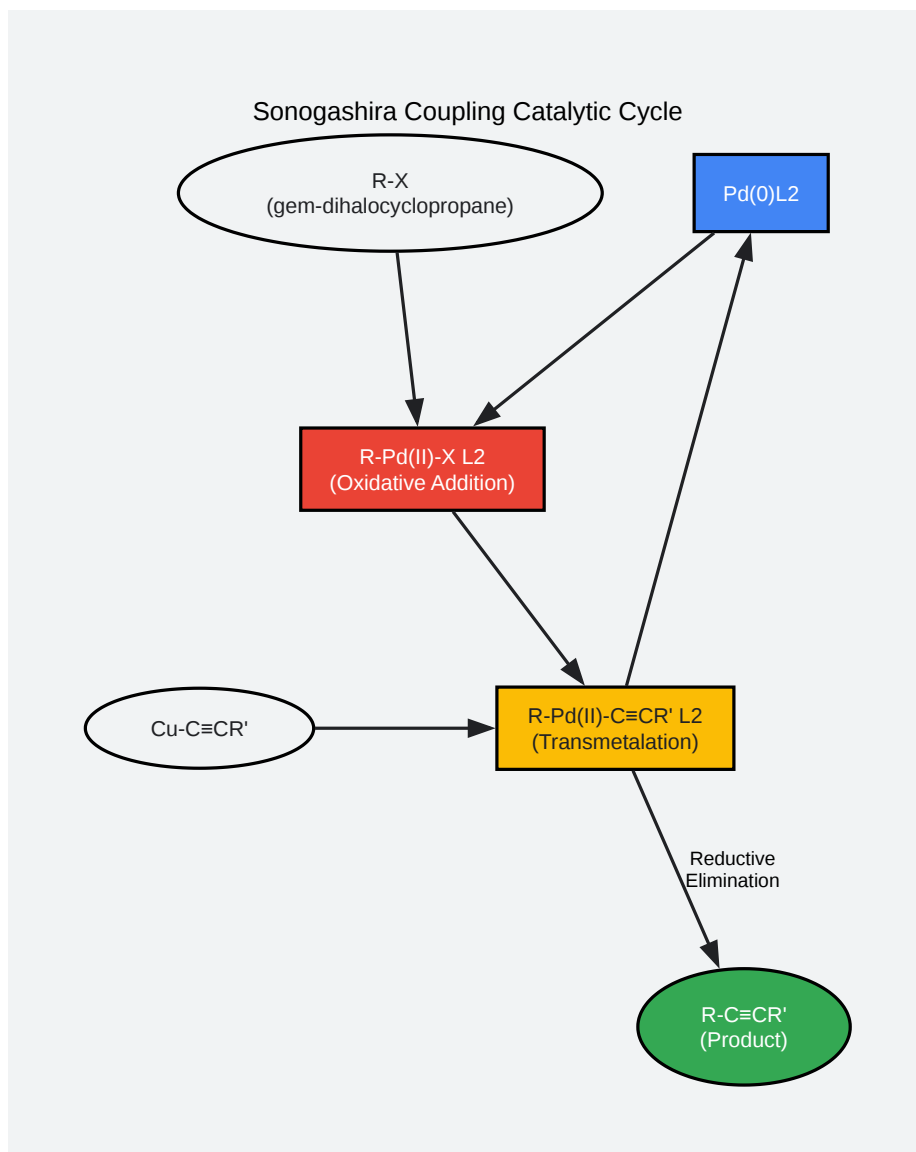 Sonogashira Coupling Catalytic Cycle
R-X
(gem-dihalocyclopropane)
Pd(0)L2
R-Pd(II)-X L2
(Oxidative Addition)
Cu-C≡CR'
R-Pd(II)-C≡CR' L2
(Transmetalation)
Reductive
Elimination
R-C≡CR'
(Product)